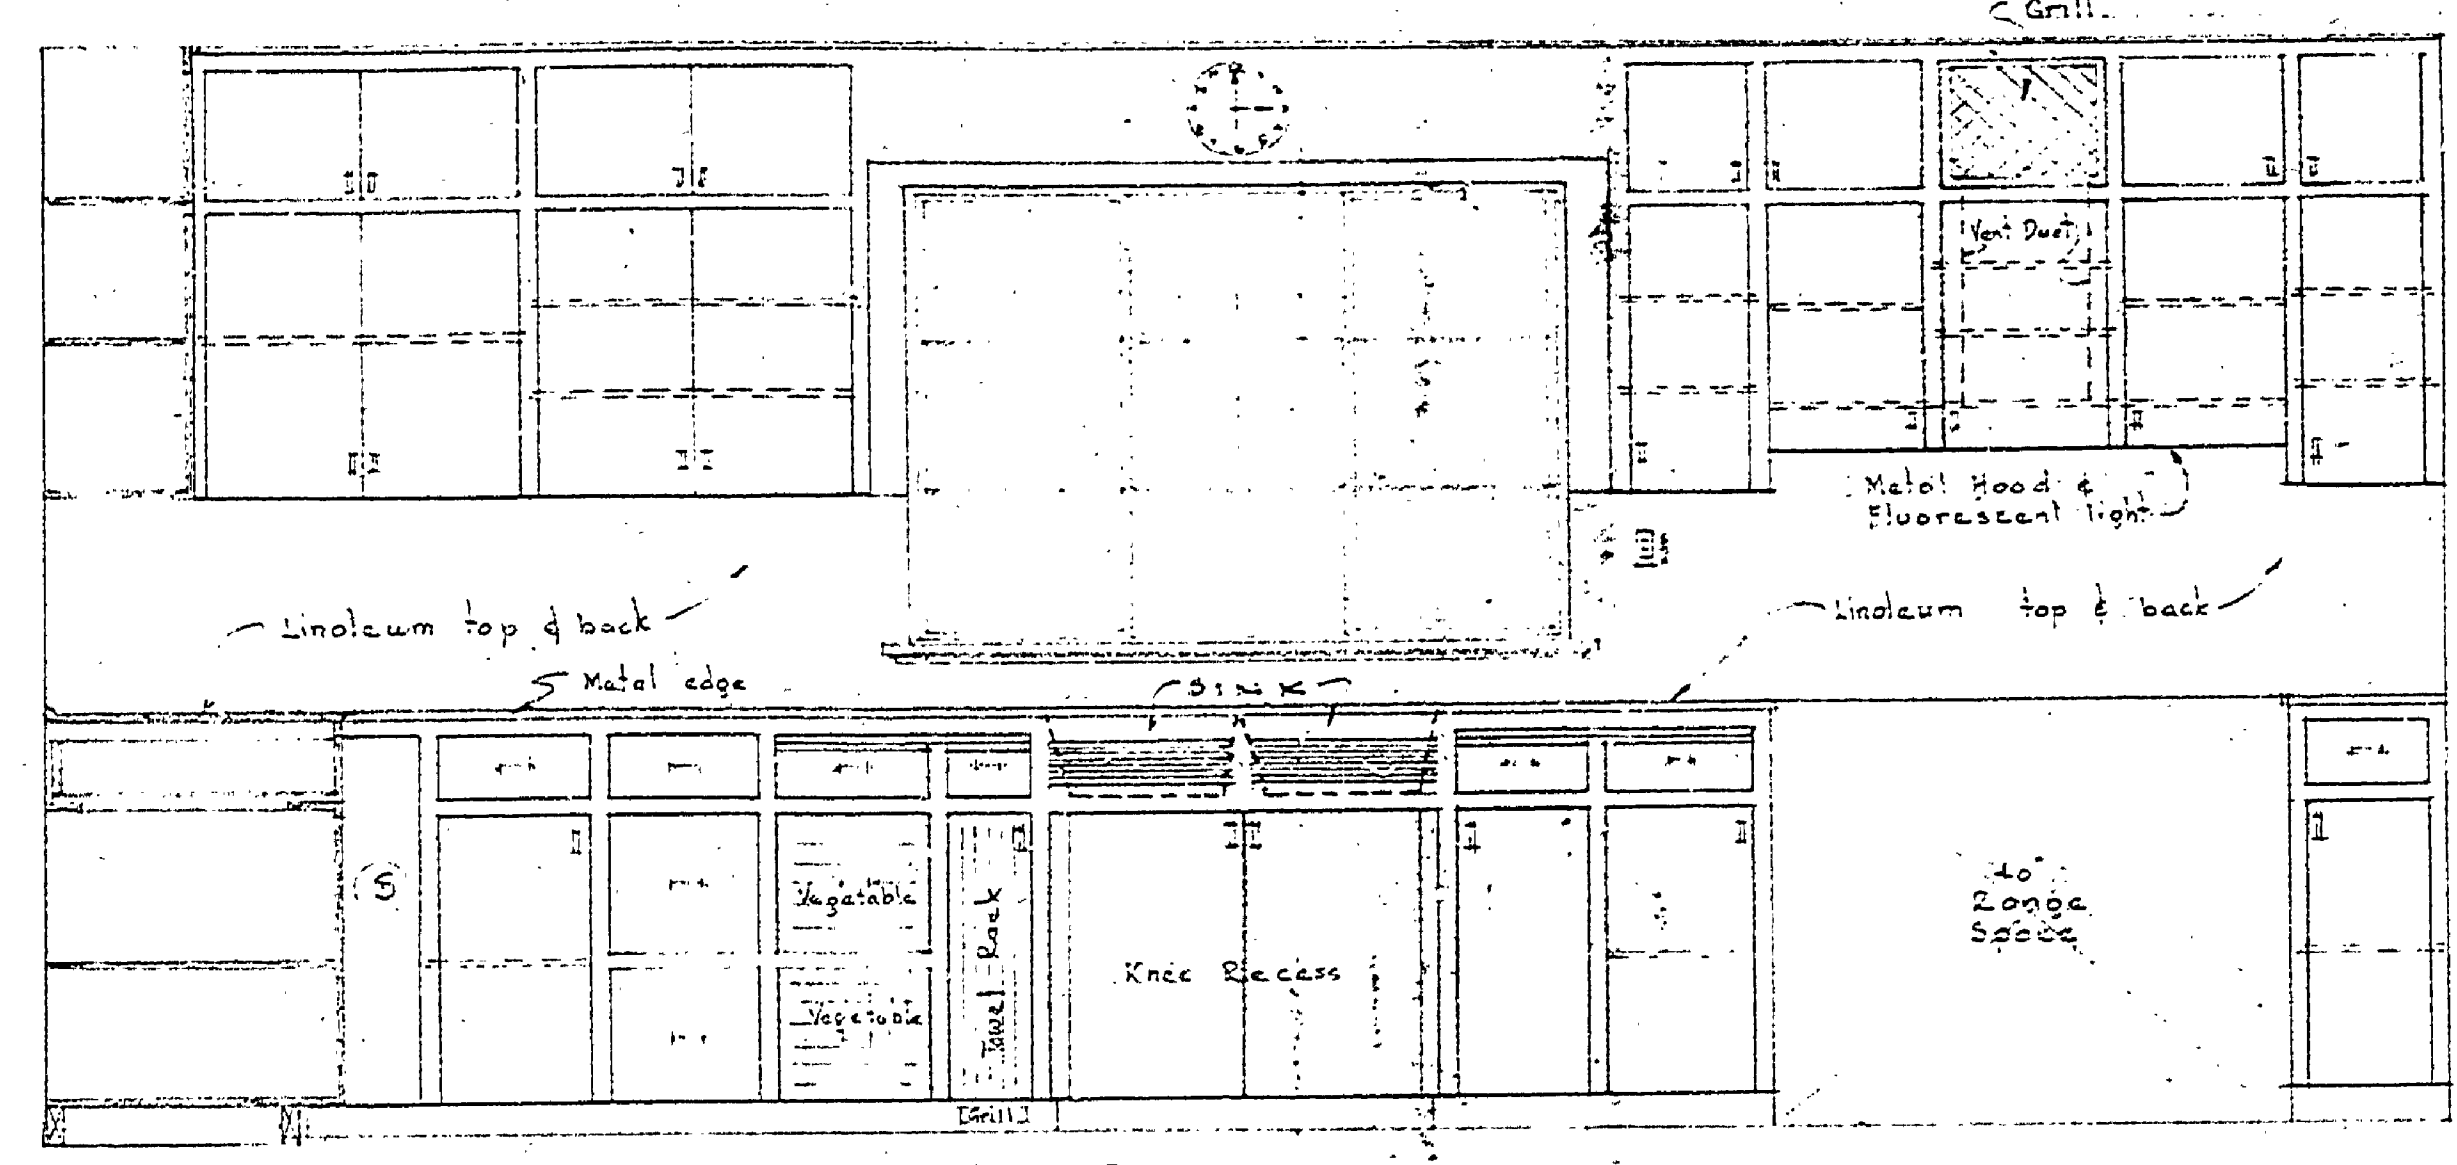 Grill
Vent Duct
Metal Hood &
Fluorescent light
Linoleum top & back
Linoleum top & back
Metal edge
SINK
S
Vegetable
Towel Rack
40"
Range
Space
Knee Recess
Vegetable
Grill